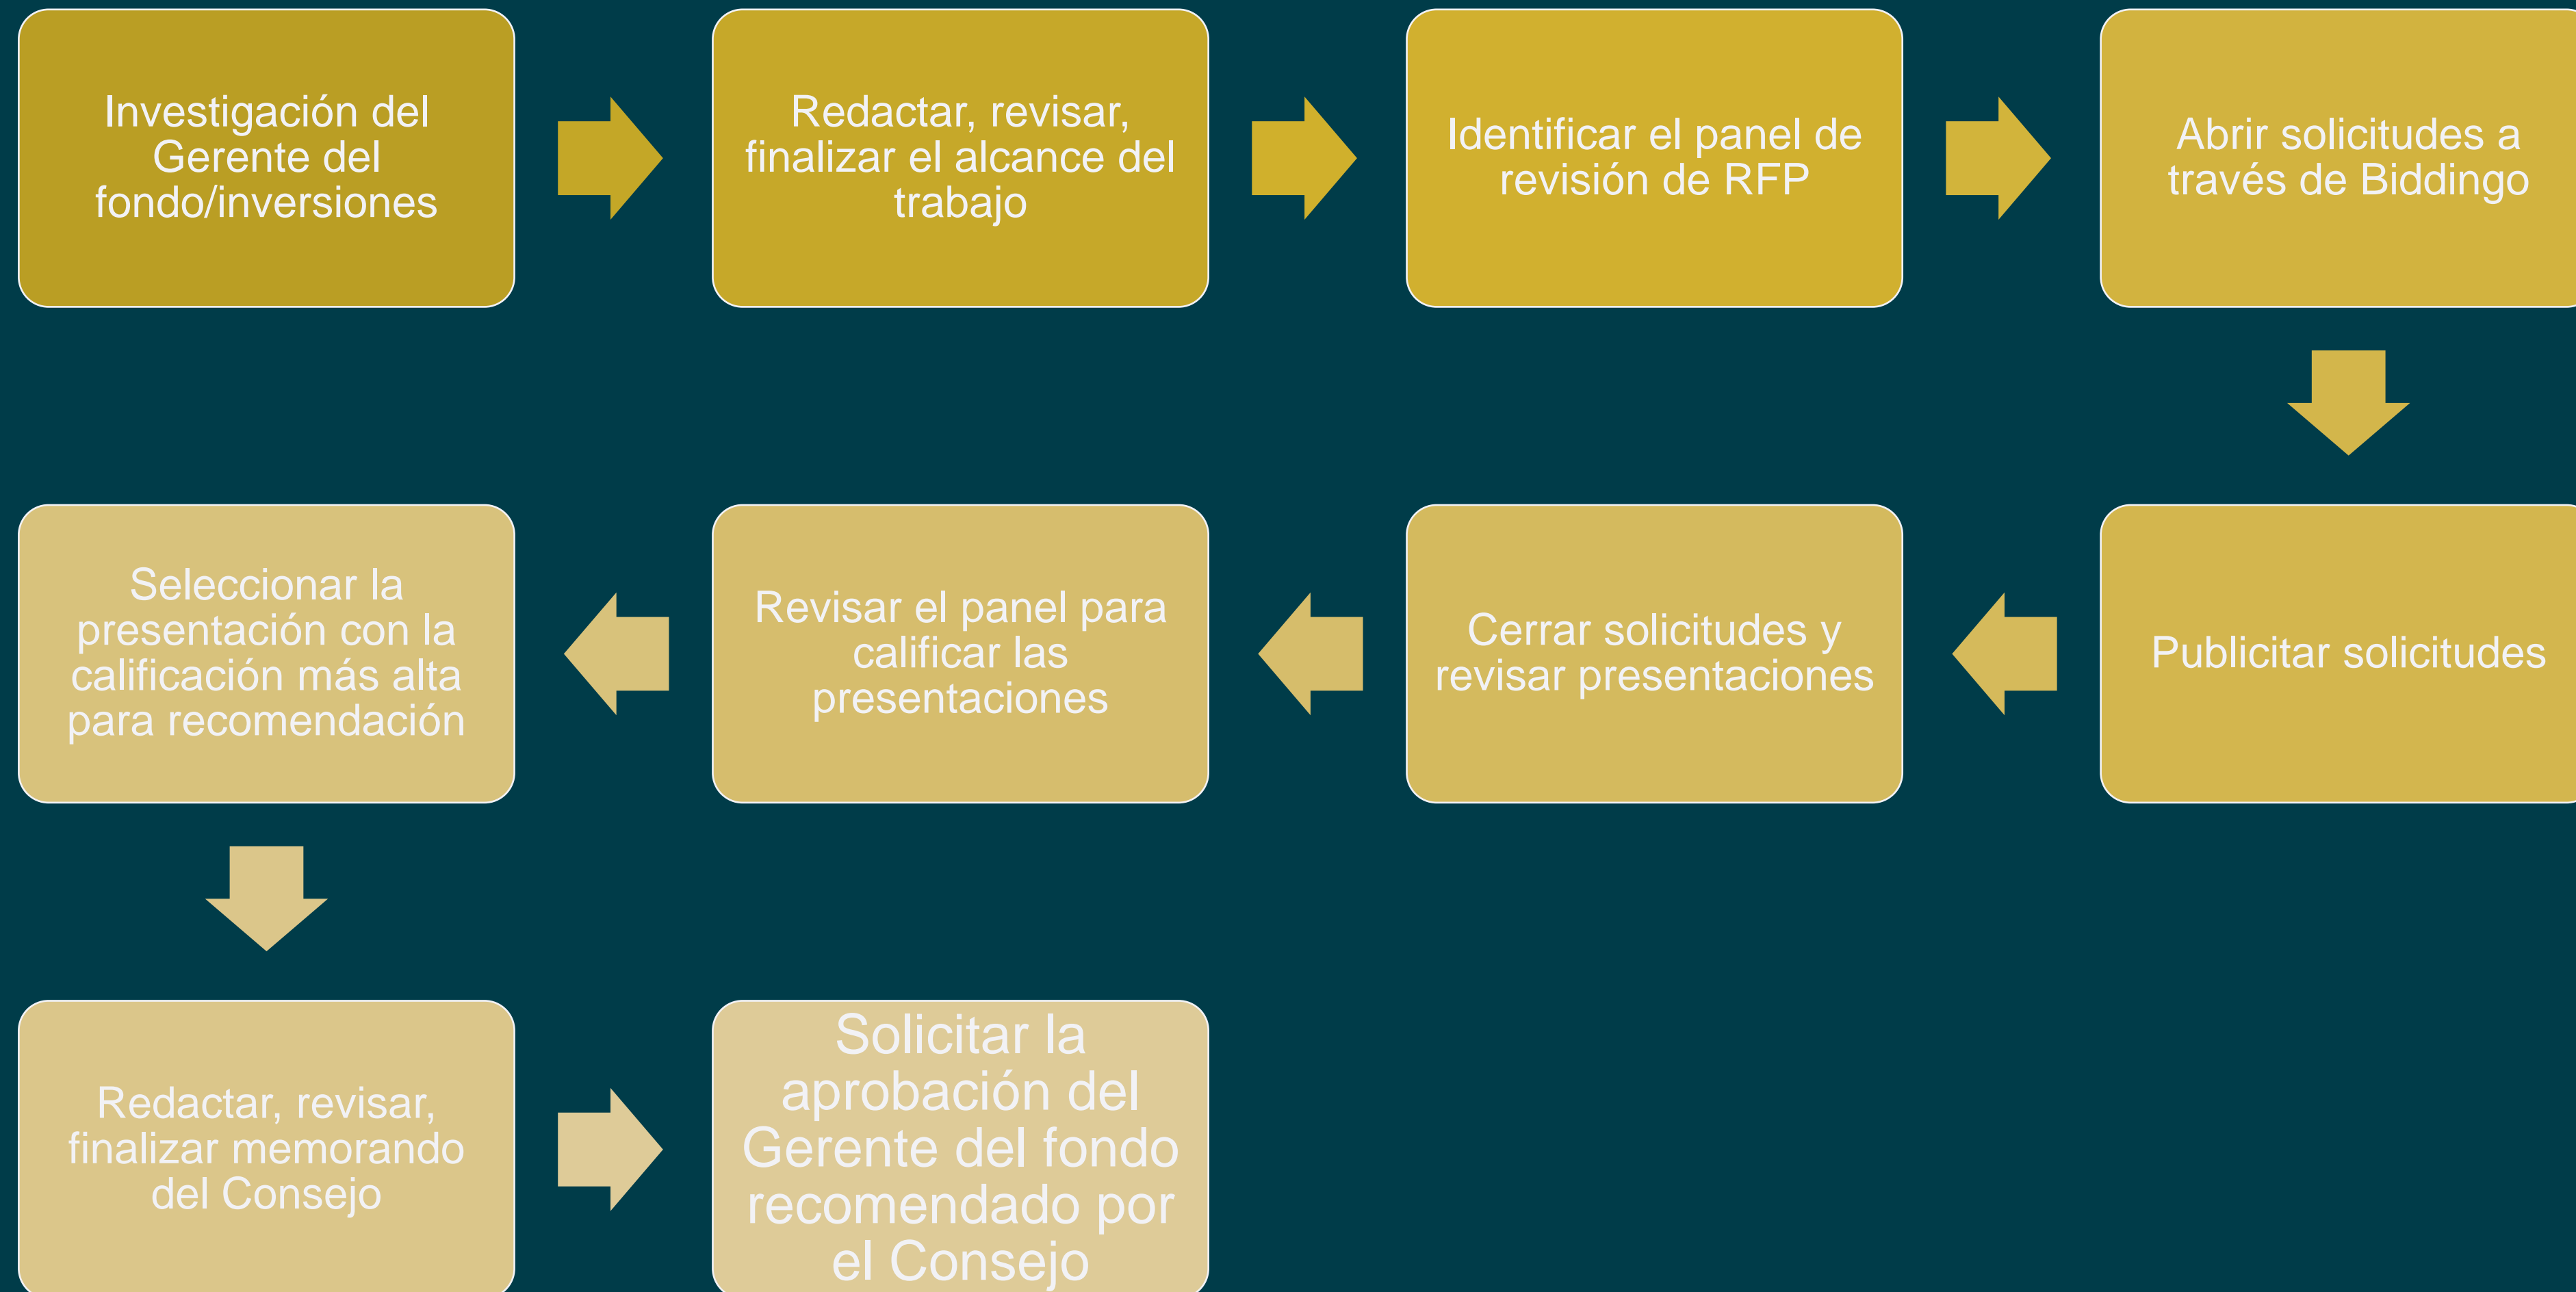 Investigación del
Gerente del
fondo/inversiones
Redactar, revisar,
finalizar el alcance del
trabajo
Identificar el panel de
revisión de RFP
Abrir solicitudes a
través de Biddingo
Publicitar solicitudes
Cerrar solicitudes y
revisar presentaciones
Revisar el panel para
calificar las
presentaciones
Seleccionar la
presentación con la
calificación más alta
para recomendación
Redactar, revisar,
finalizar memorando
del Consejo
Solicitar la
aprobación del
Gerente del fondo
recomendado por
el Consejo